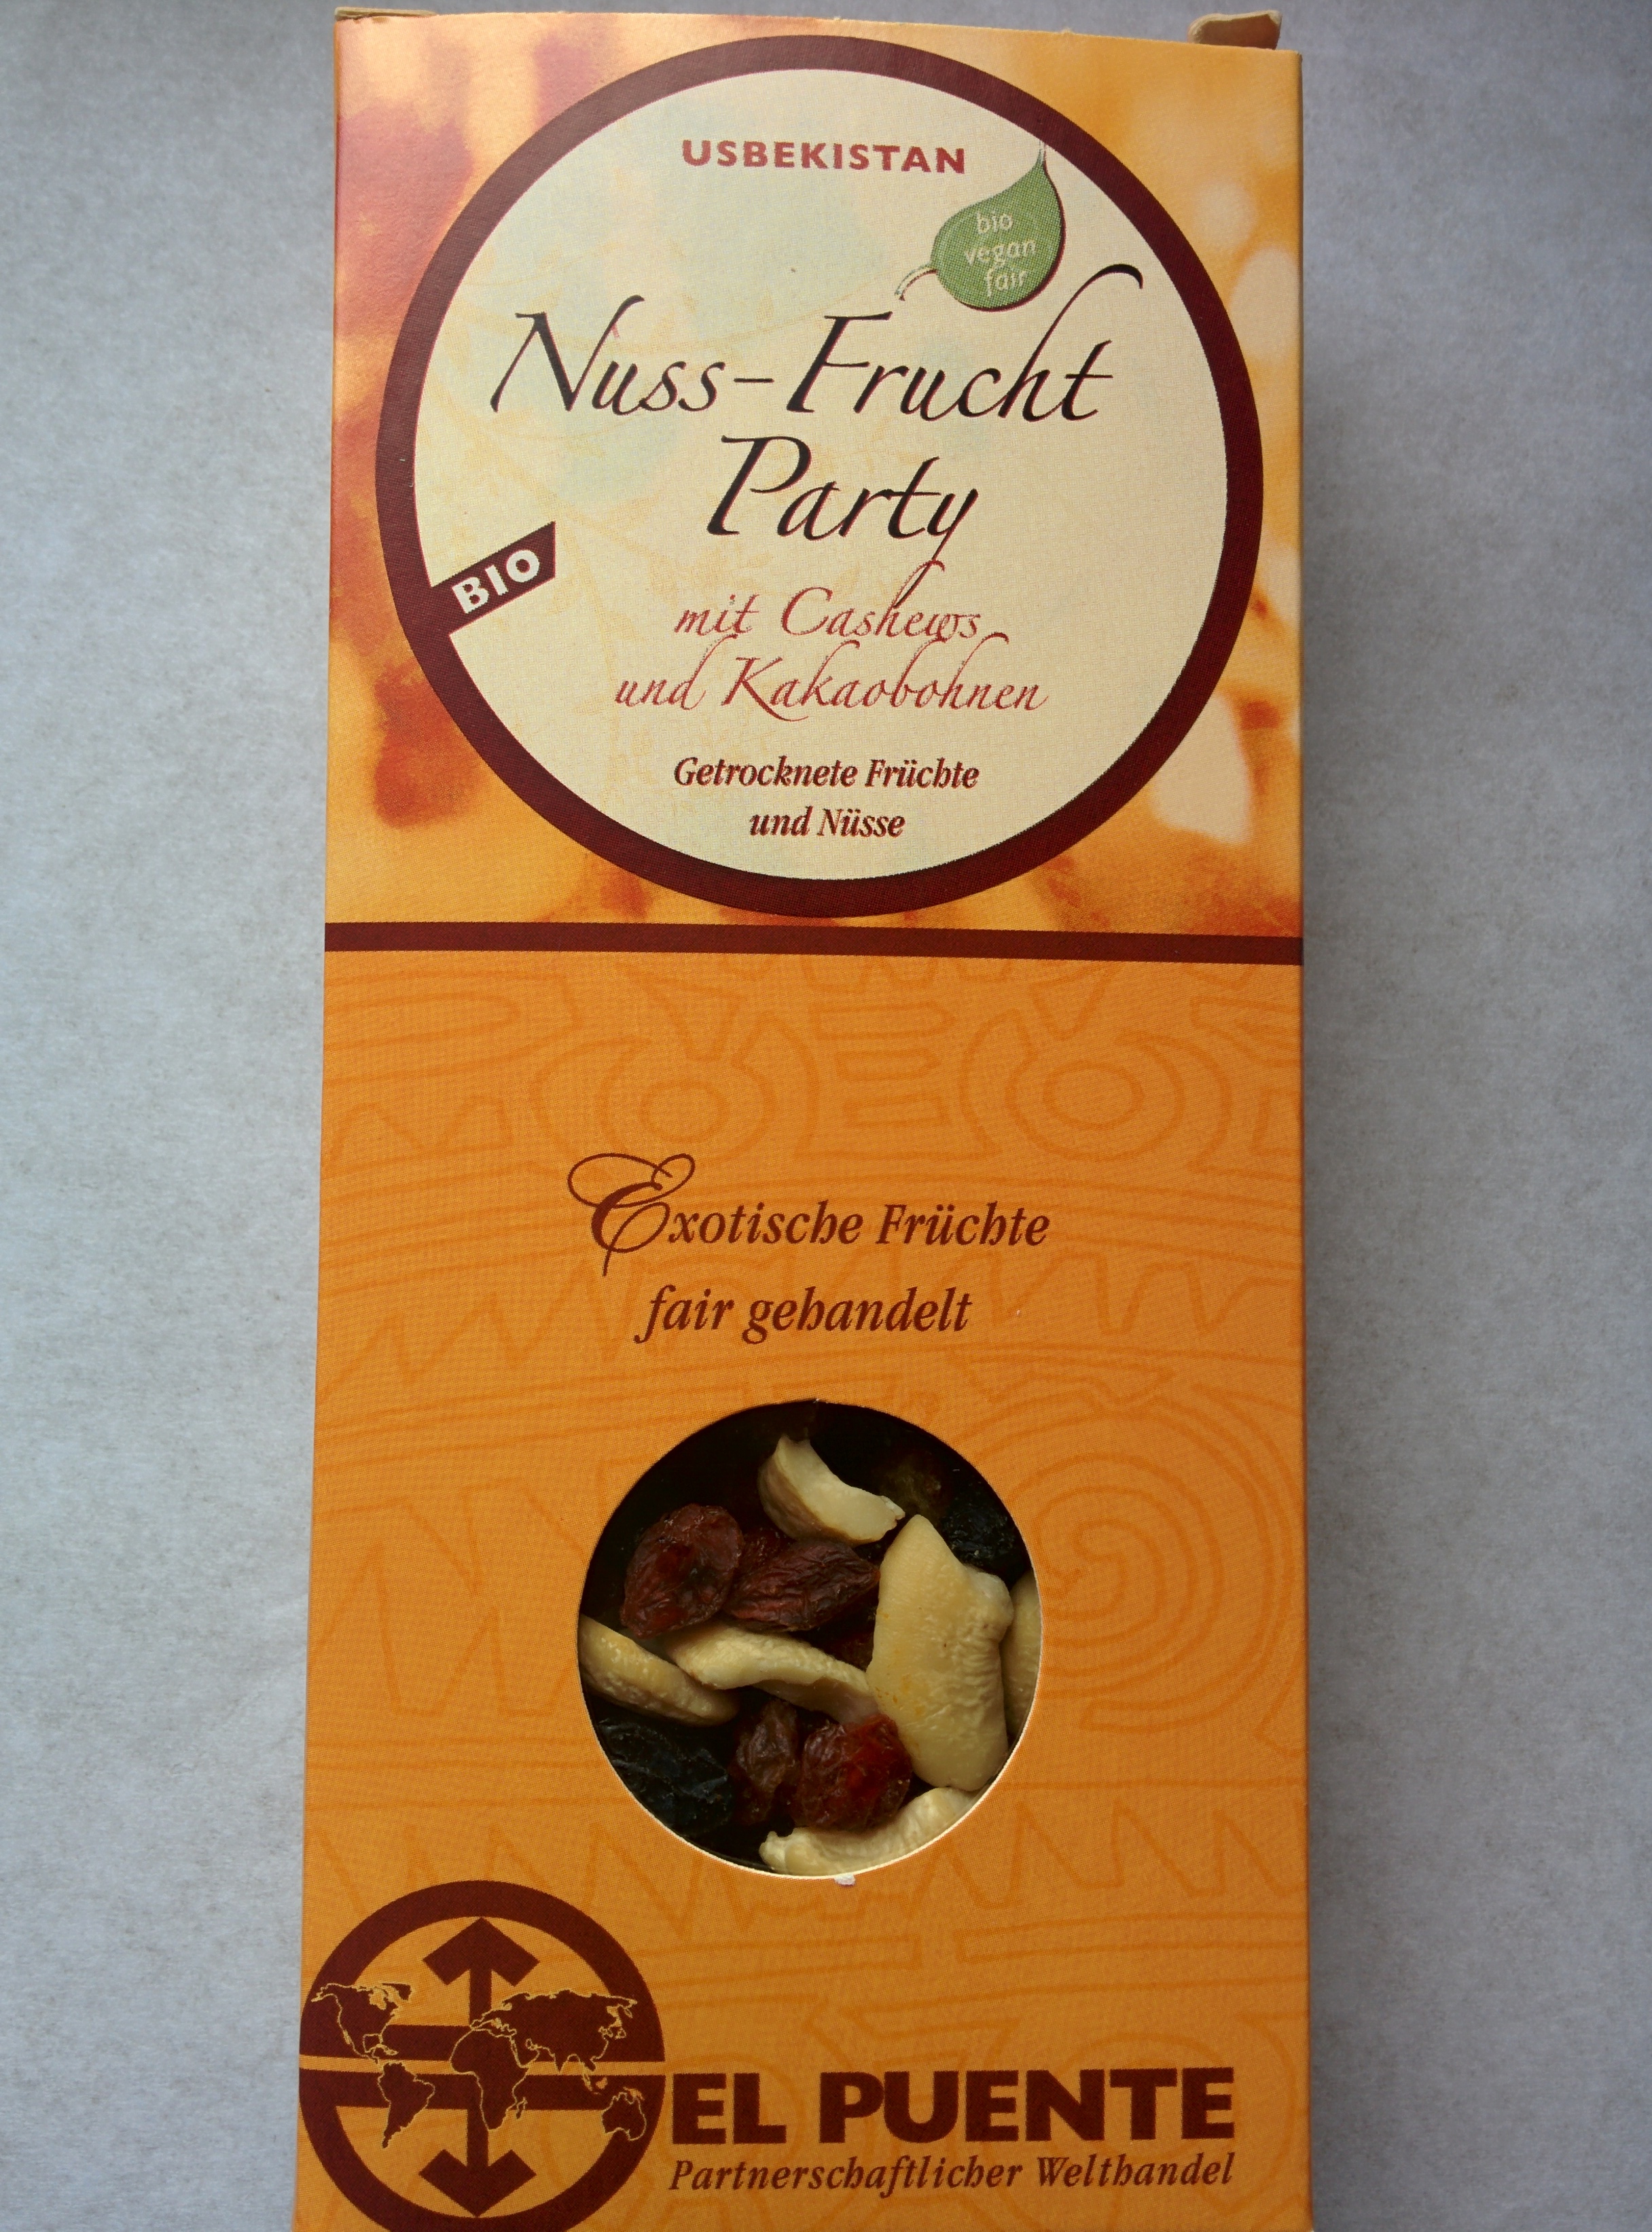 USBEKISTAN
bio
vegan
fair
Nuss-Frucht
Party
BIO
mit Cashews
und Kakaobohnen
Getrocknete Früchte
und Nüsse
Exotische Früchte
fair gehandelt
EL PUENTE
Partnerschaftlicher Welthandel